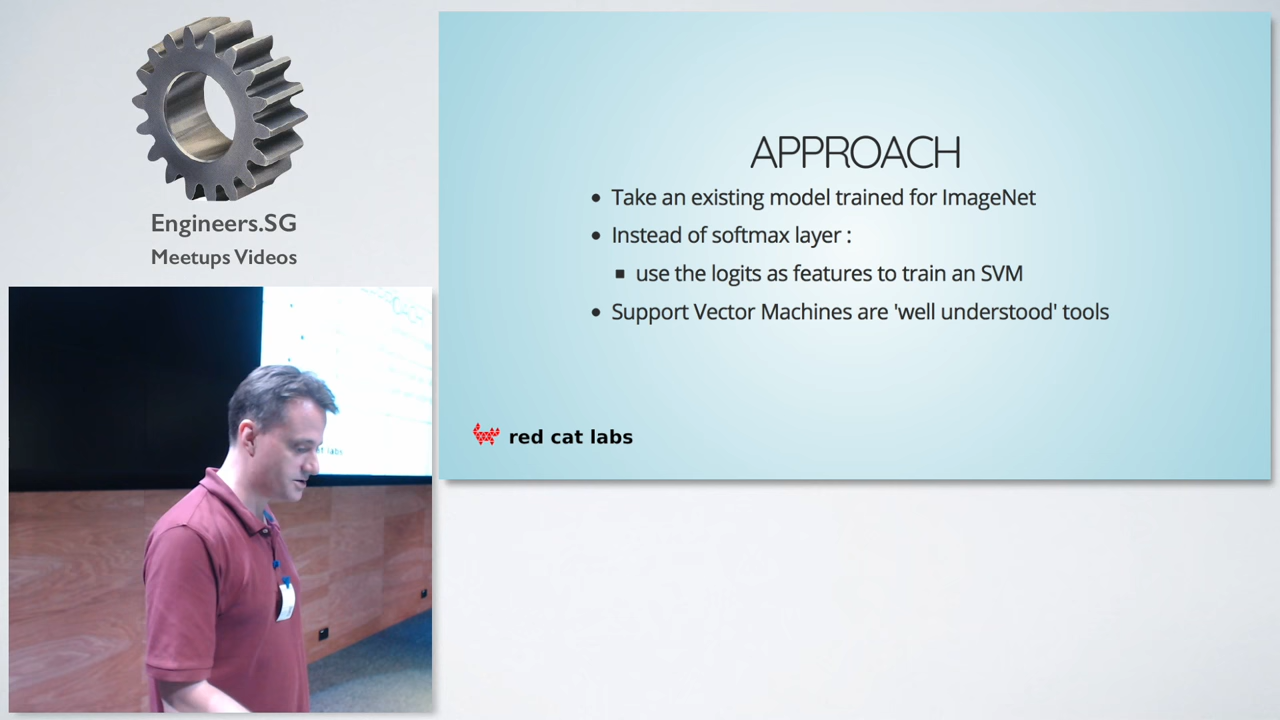 Engineers.SG
Meetups Videos
APPROACH
• Take an existing model trained for ImageNet
• Instead of softmax layer :
▪ use the logits as features to train an SVM
• Support Vector Machines are 'well understood' tools
red cat labs